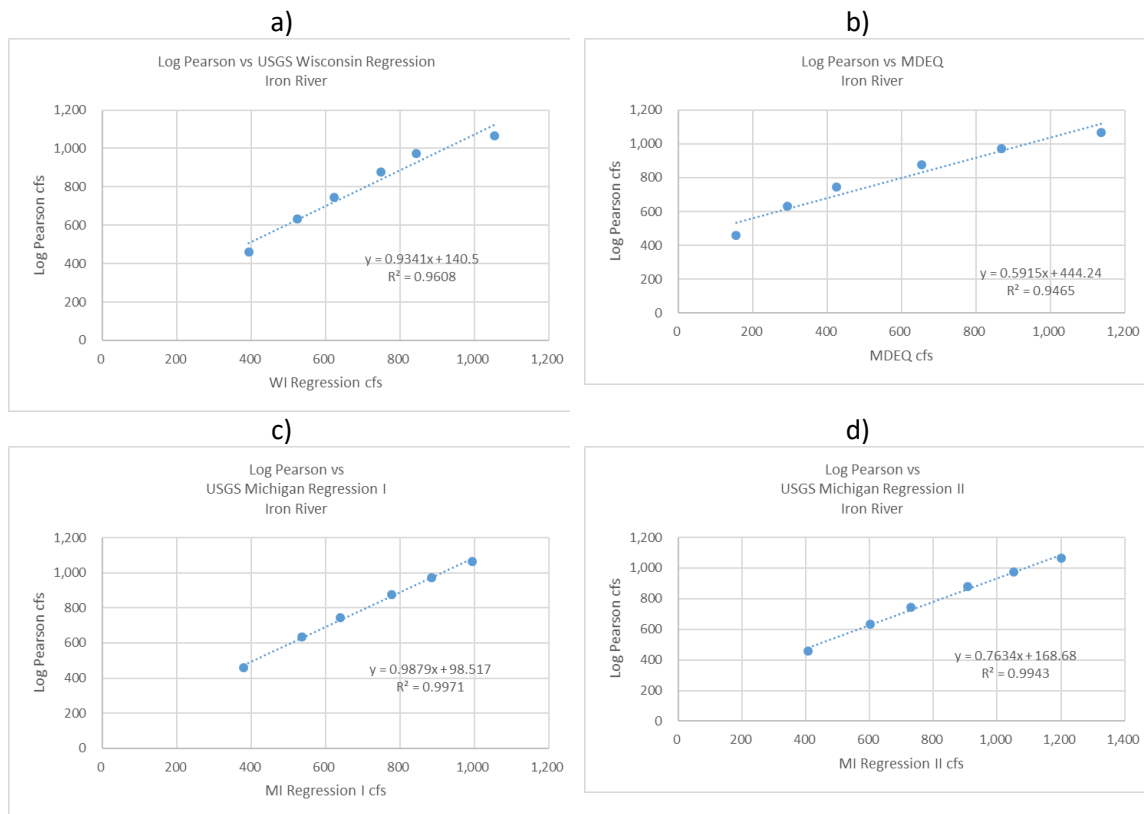 a)
Log Pearson vs USGS Wisconsin Regression
Iron River
Log Pearson cfs
1,200
1,000
800
600
400
200
0
y = 0.9341x + 140.5
R² = 0.9608
0 200 400 600 800 1,000 1,200
WI Regression cfs
b)
Log Pearson vs MDEQ
Iron River
Log Pearson cfs
1,200
1,000
800
600
400
200
0
y = 0.5915x + 444.24
R² = 0.9465
0 200 400 600 800 1,000 1,200
MDEQ cfs
c)
Log Pearson vs
USGS Michigan Regression I
Iron River
Log Pearson cfs
1,200
1,000
800
600
400
200
0
y = 0.9879x + 98.517
R² = 0.9971
0 200 400 600 800 1,000 1,200
MI Regression I cfs
d)
Log Pearson vs
USGS Michigan Regression II
Iron River
Log Pearson cfs
1,200
1,000
800
600
400
200
0
y = 0.7634x + 168.68
R² = 0.9943
0 200 400 600 800 1,000 1,200 1,400
MI Regression II cfs